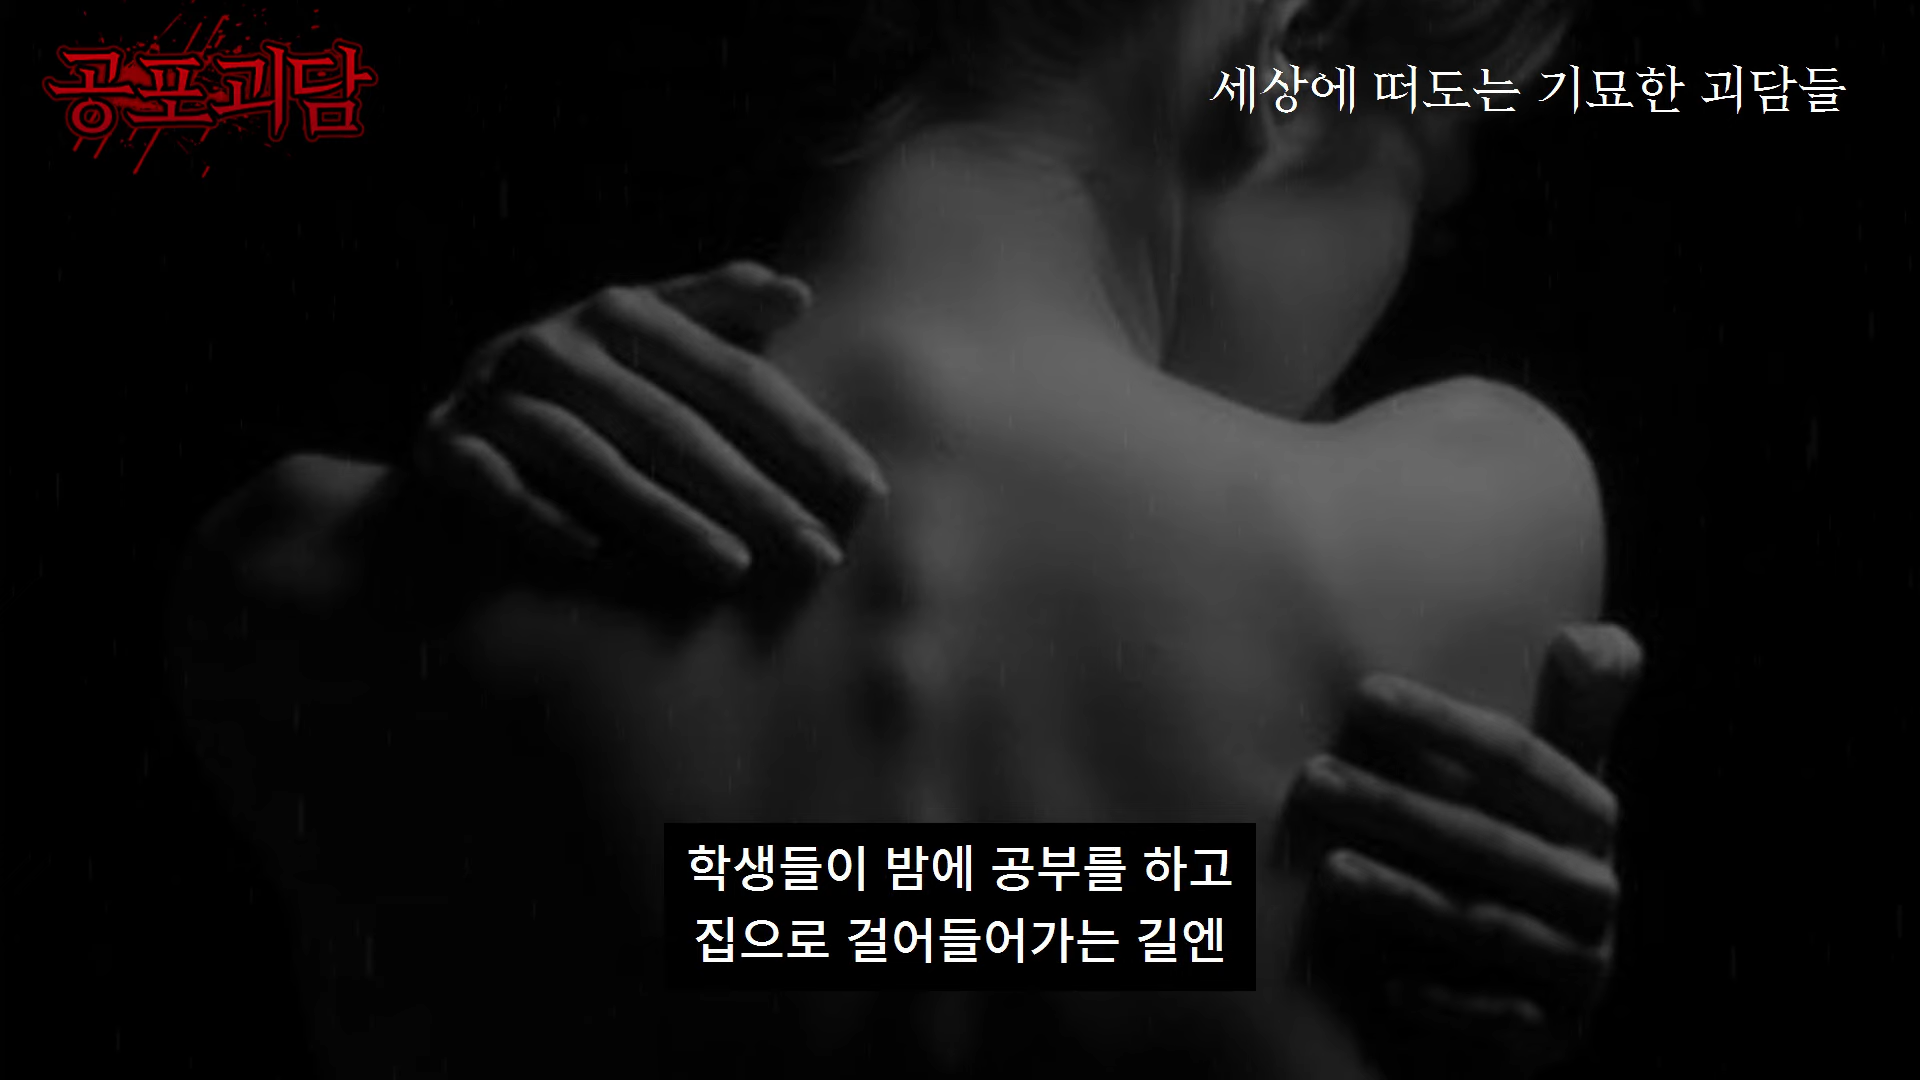 공포괴담
세상에 떠도는 기묘한 괴담들
학생들이 밤에 공부를 하고
집으로 걸어들어가는 길엔